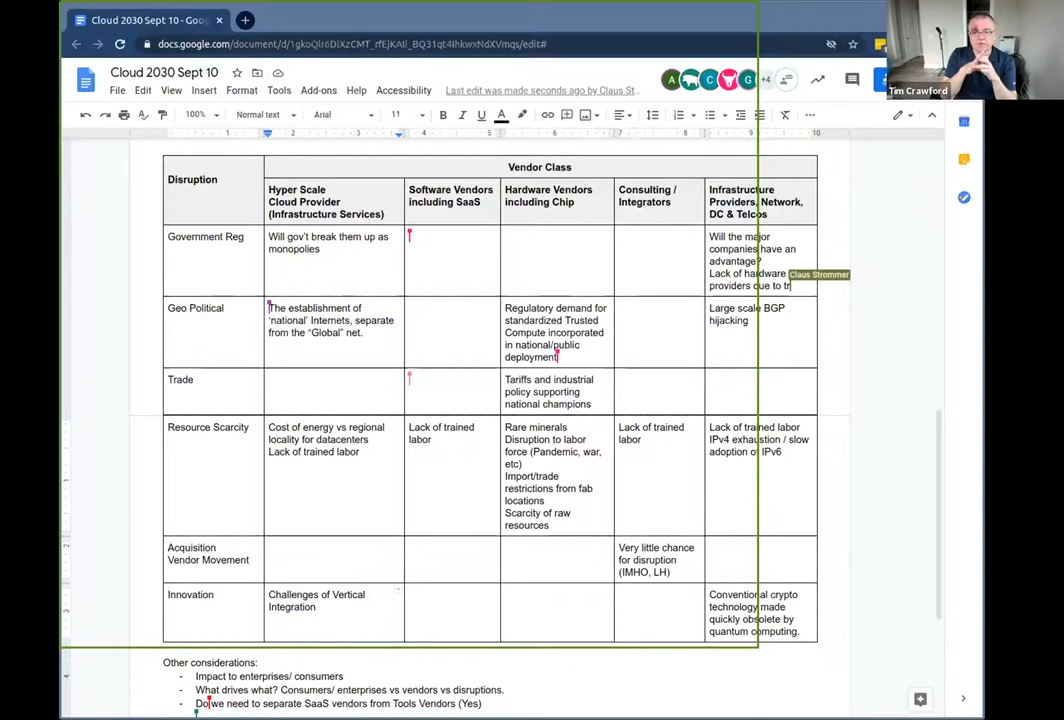 Cloud 2030 Sept 10 - Goo
docs.google.com
Tim Crawford
Cloud 2030 Sept 10
File Edit View Insert Format Tools Add-ons Help Accessibility Last edit was made seconds ago by Claus St...
A C G +4
100% Normal text Arial 11 B I U A
1 2 3 4 5 6 7 8 9 10
Disruption
Vendor Class
Hyper Scale
Cloud Provider
(Infrastructure Services)
Software Vendors
including SaaS
Hardware Vendors
including Chip
Consulting /
Integrators
Infrastructure
Providers, Network,
DC & Telcos
Government Reg
Will gov't break them up as
monopolies
Will the major
companies have an
advantage?
Lack of hardware
providers due to tr
Claus Strommer
Geo Political
The establishment of
'national' Internets, separate
from the "Global" net.
Regulatory demand for
standardized Trusted
Compute incorporated
in national/public
deployment
Large scale BGP
hijacking
Trade
Tariffs and industrial
policy supporting
national champions
Resource Scarcity
Cost of energy vs regional
locality for datacenters
Lack of trained labor
Lack of trained
labor
Rare minerals
Disruption to labor
force (Pandemic, war,
etc)
Import/trade
restrictions from fab
locations
Scarcity of raw
resources
Lack of trained
labor
Lack of trained labor
IPv4 exhaustion / slow
adoption of IPv6
Acquisition
Vendor Movement
Very little chance
for disruption
(IMHO, LH)
Innovation
Challenges of Vertical
Integration
Conventional crypto
technology made
quickly obsolete by
quantum computing.
Other considerations:
- Impact to enterprises/ consumers
- What drives what? Consumers/ enterprises vs vendors vs disruptions.
- Do we need to separate SaaS vendors from Tools Vendors (Yes)